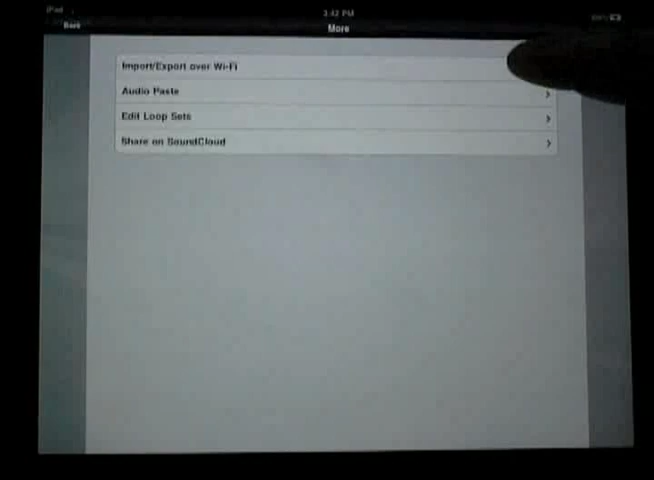 iPad
3:42 PM
Back
More
Import/Export over Wi-Fi
Audio Paste
Edit Loop Sets
Share on SoundCloud